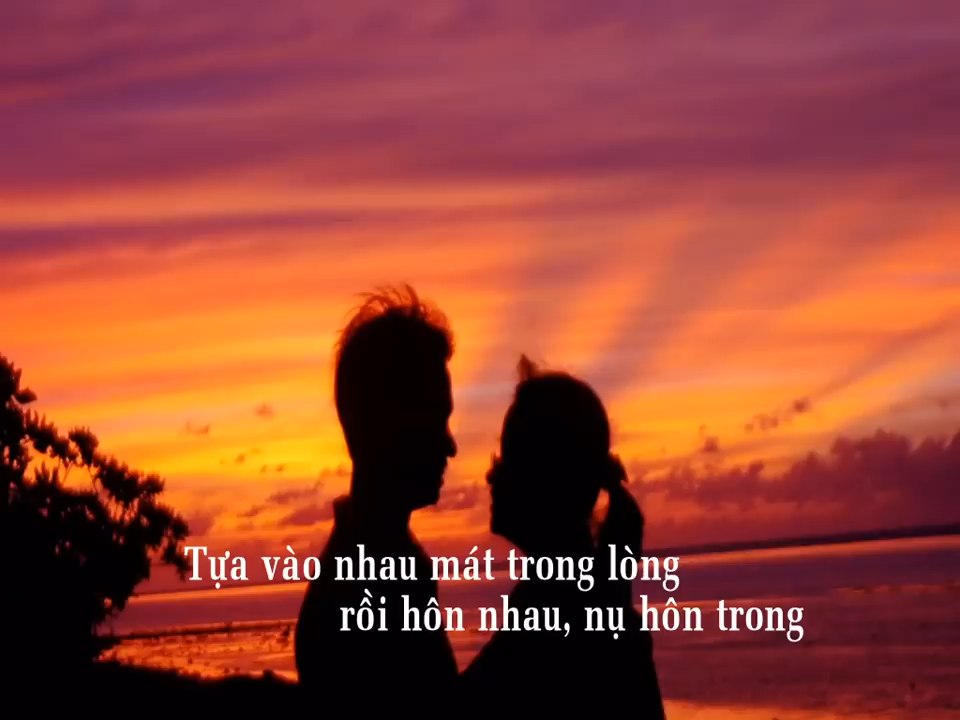 Tựa vào nhau mát trong lòng
rồi hôn nhau, nụ hôn trong